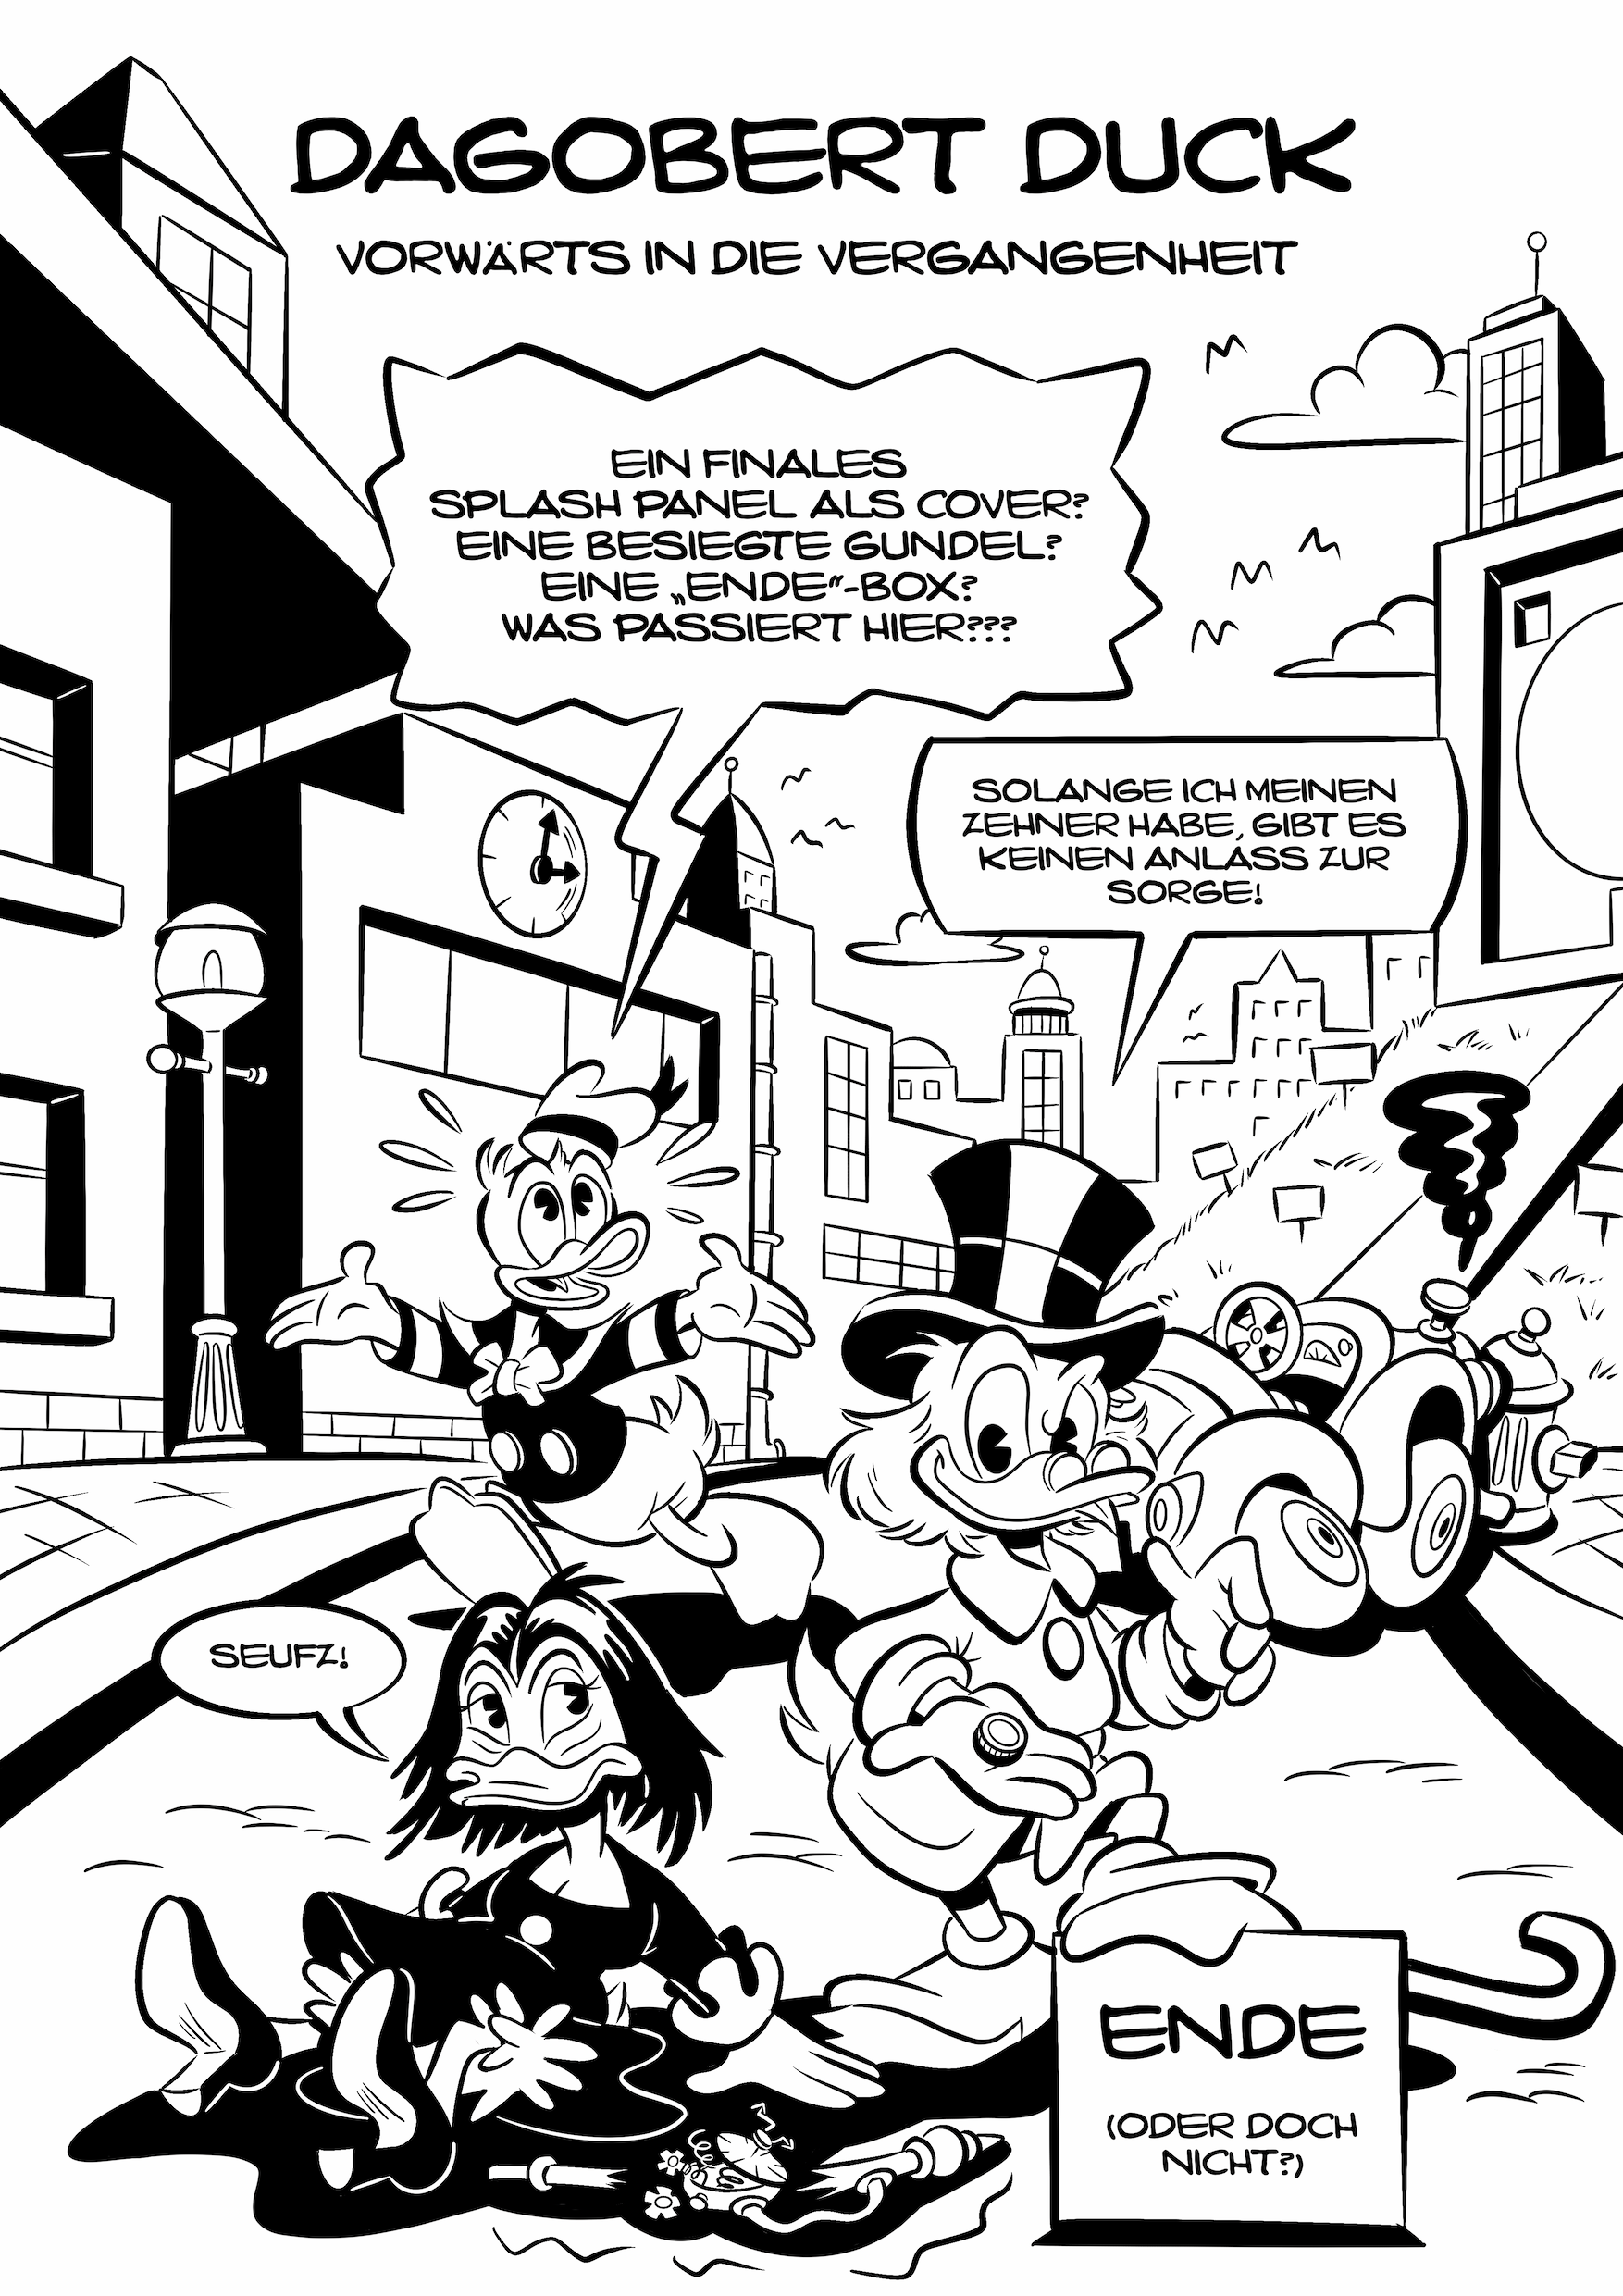 DAGOBERT DUCK
VORWÄRTS IN DIE VERGANGENHEIT
EIN FINALES
SPLASH PANEL ALS COVER?
EINE BESIEGTE GUNDEL?
EINE „ENDE“-BOX?
WAS PASSIERT HIER???
SOLANGE ICH MEINEN
ZEHNER HABE, GIBT ES
KEINEN ANLASS ZUR
SORGE!
SEUFZ!
ENDE
(ODER DOCH
NICHT?)